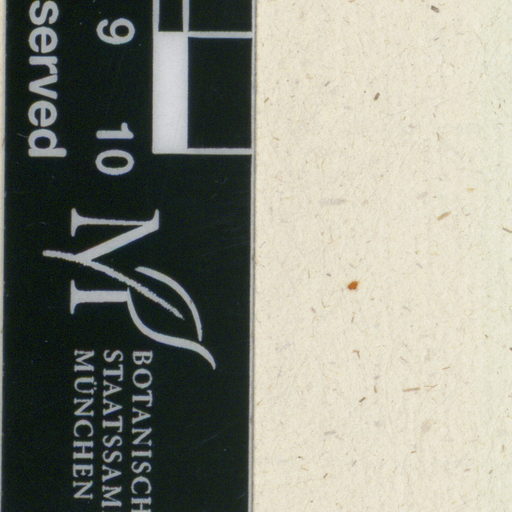 served
9 10
M
BOTANISCH
STAATSSAM
MÜNCHEN